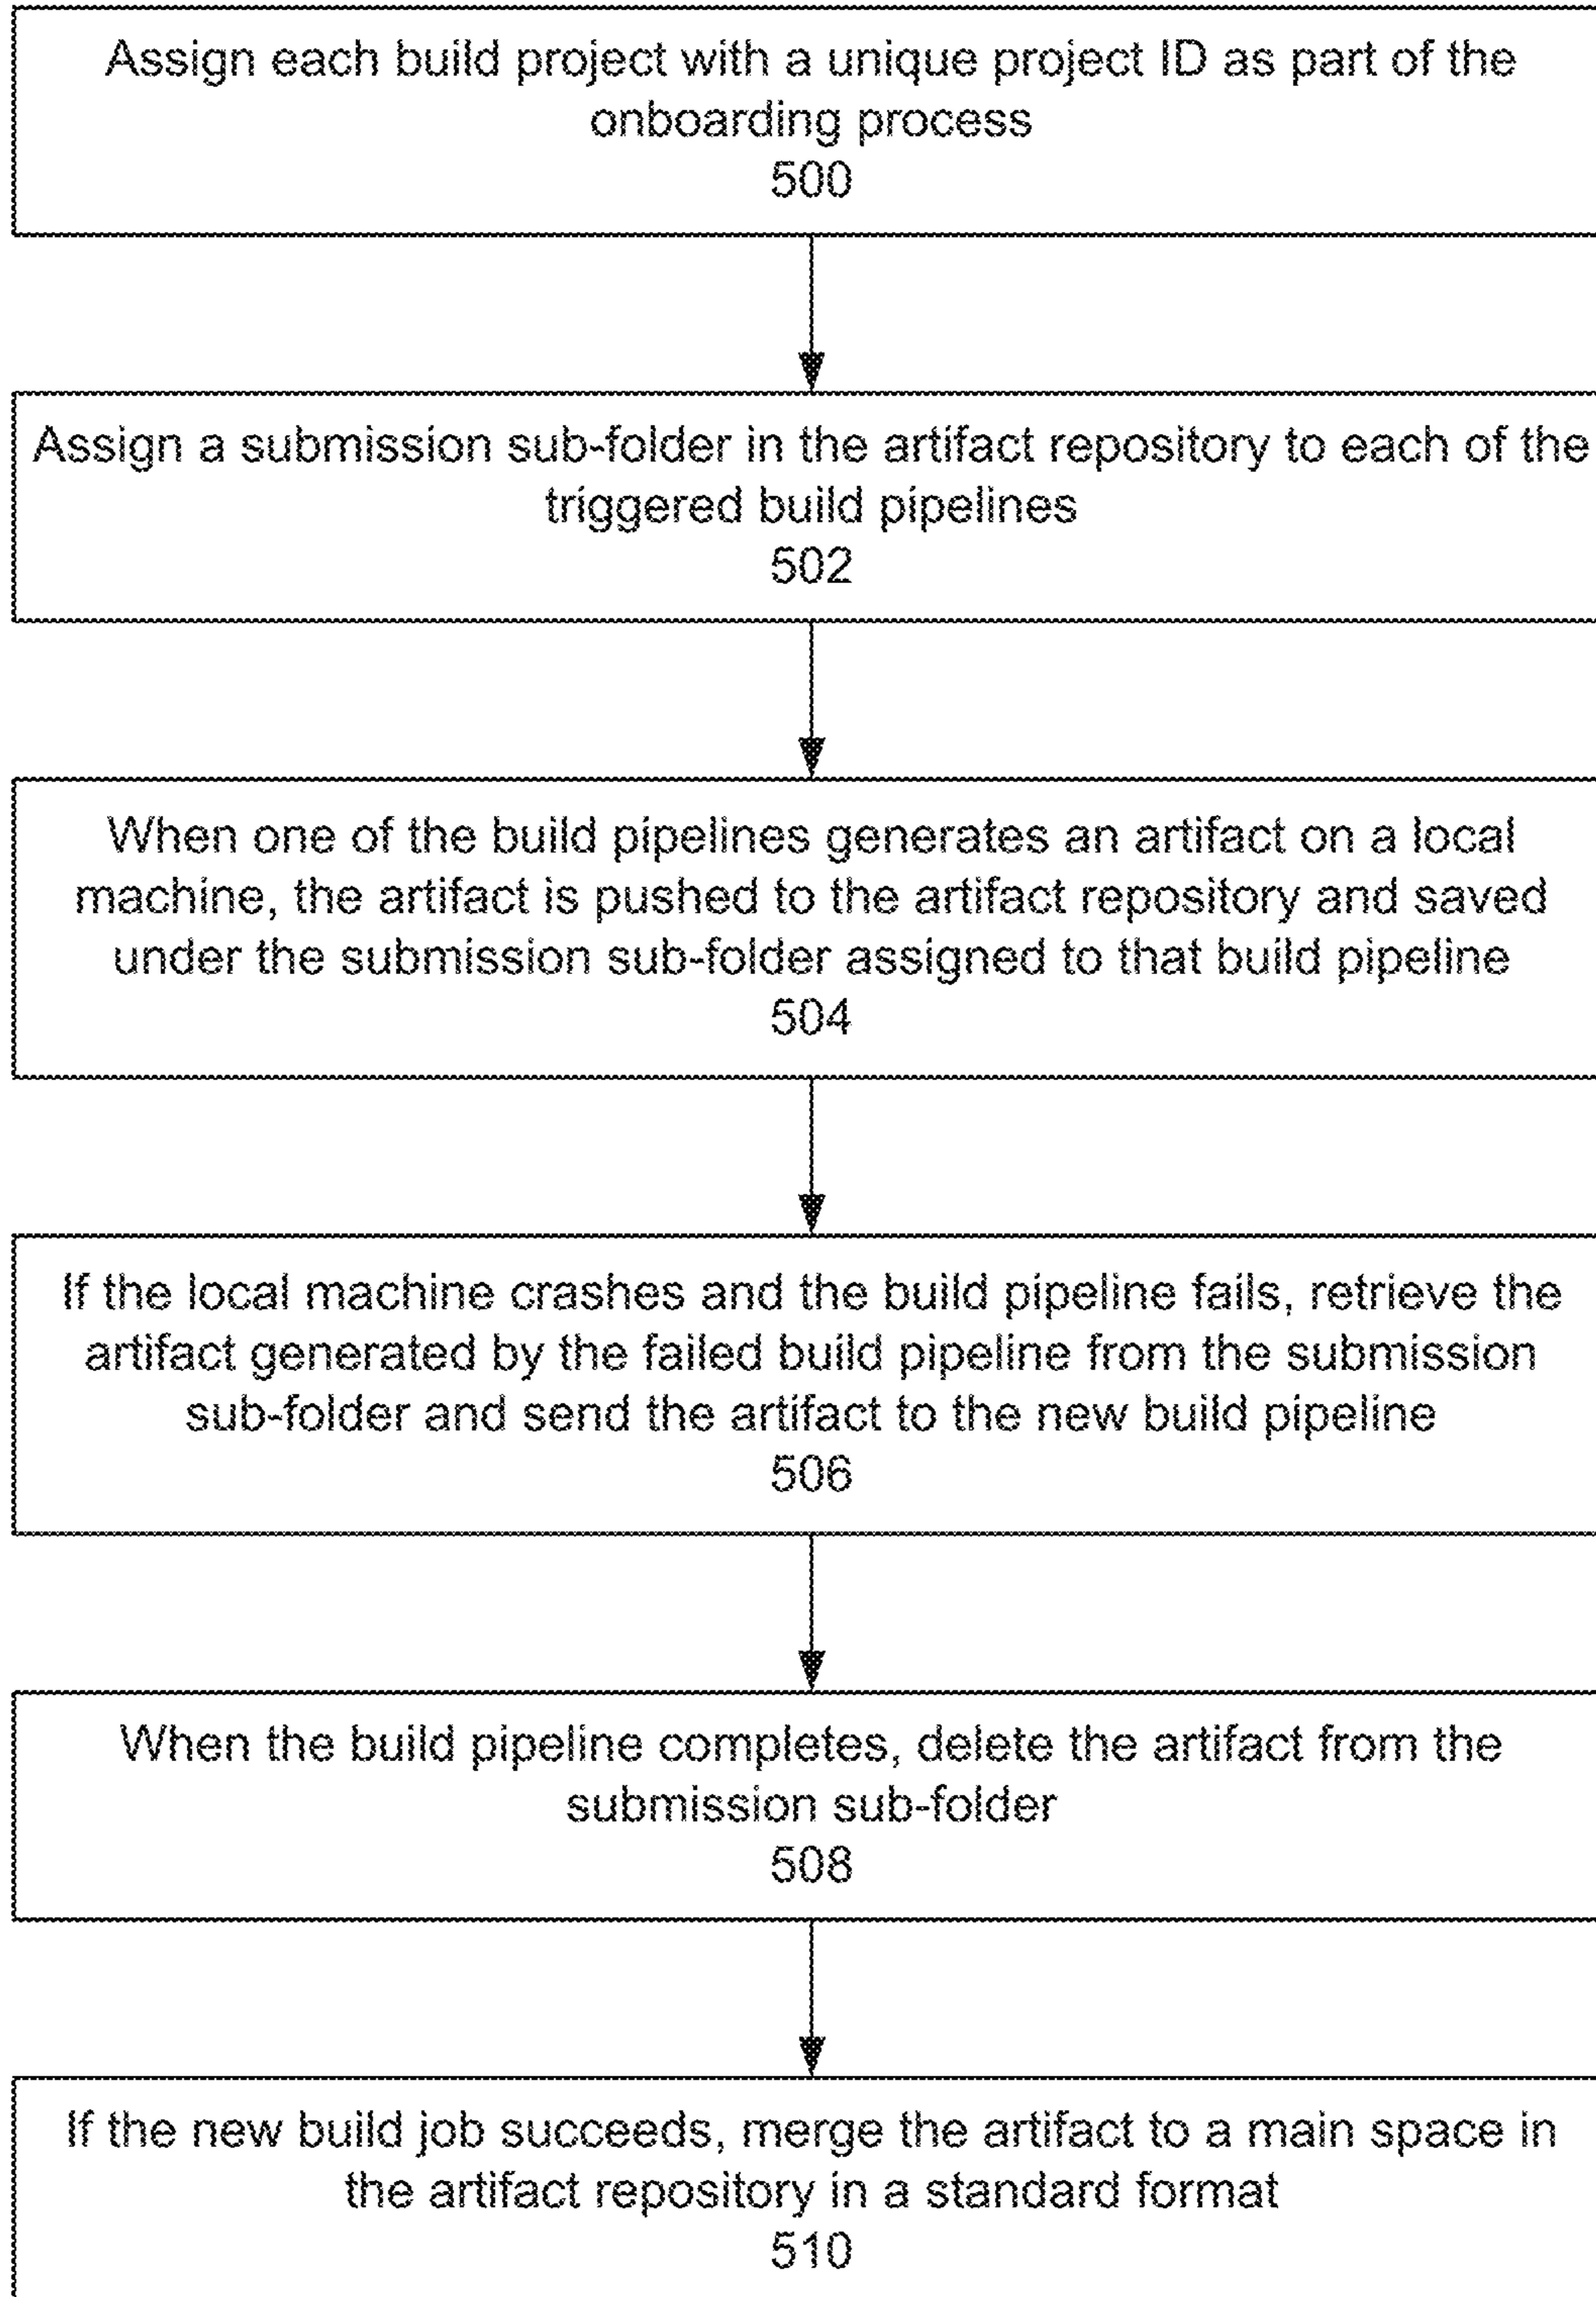 Assign each build project with a unique project ID as part of the
onboarding process
500
Assign a submission sub-folder in the artifact repository to each of the
triggered build pipelines
502
When one of the build pipelines generates an artifact on a local
machine, the artifact is pushed to the artifact repository and saved
under the submission sub-folder assigned to that build pipeline
504
If the local machine crashes and the build pipeline fails, retrieve the
artifact generated by the failed build pipeline from the submission
sub-folder and send the artifact to the new build pipeline
506
When the build pipeline completes, delete the artifact from the
submission sub-folder
508
If the new build job succeeds, merge the artifact to a main space in
the artifact repository in a standard format
510